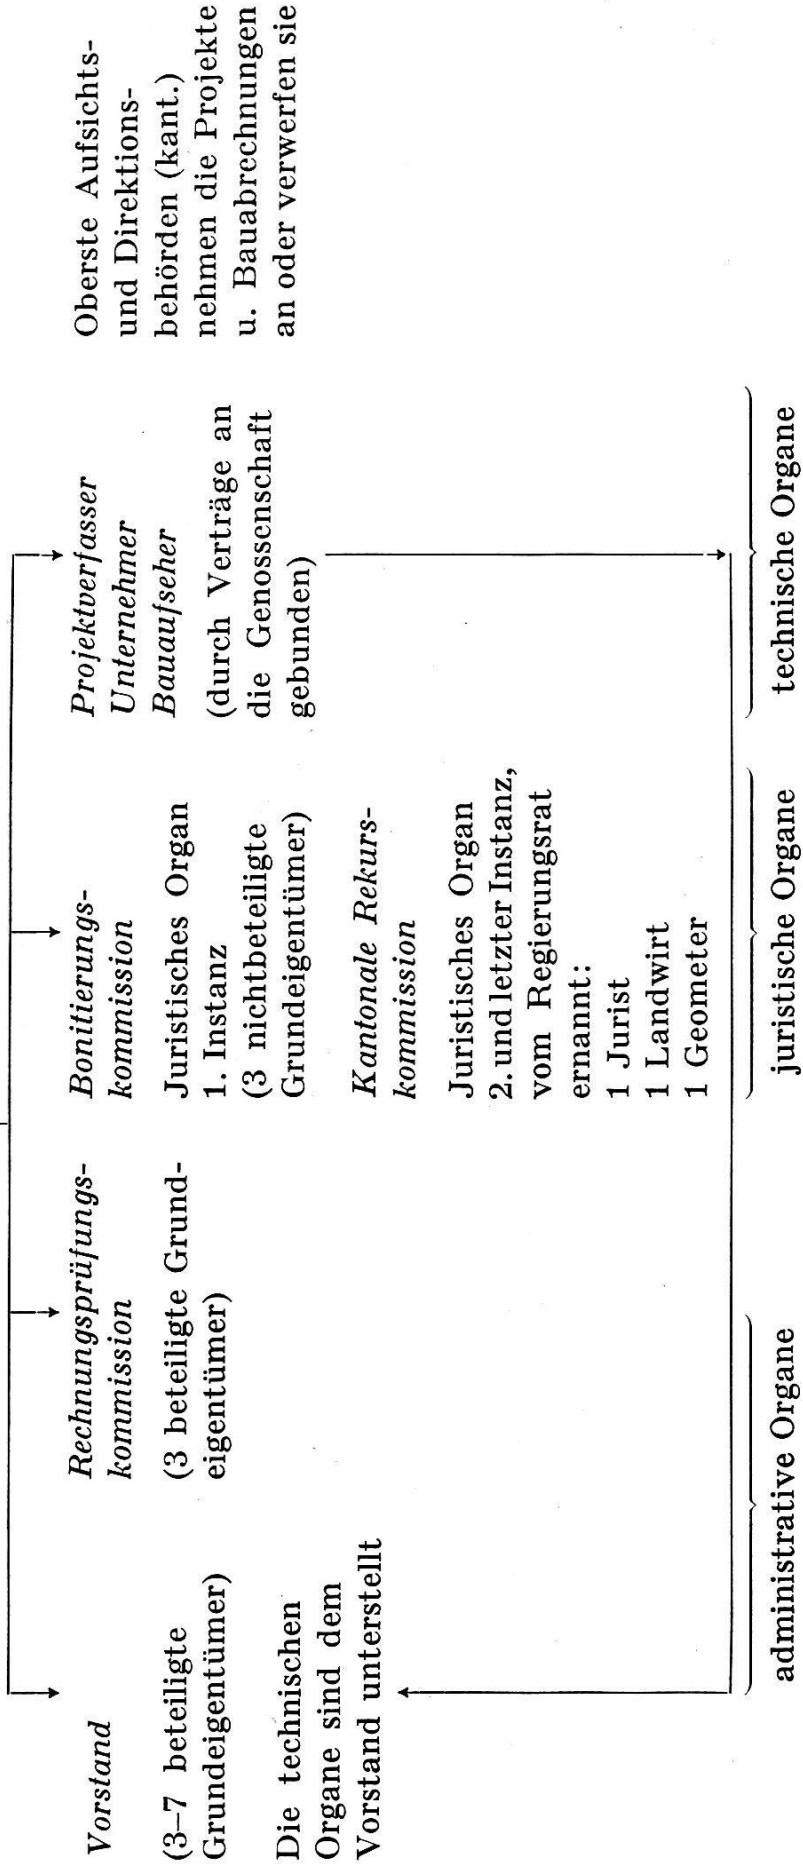 Vorstand
(3–7 beteiligte
Grundeigentümer)
Die technischen
Organe sind dem
Vorstand unterstellt
Rechnungsprüfungs-
kommission
(3 beteiligte Grund-
eigentümer)
Bonitierungs-
kommission
Juristisches Organ
1. Instanz
(3 nichtbeteiligte
Grundeigentümer)
Kantonale Rekurs-
kommission
Juristisches Organ
2. und letzter Instanz,
vom Regierungsrat
ernannt:
1 Jurist
1 Landwirt
1 Geometer
Projektverfasser
Unternehmer
Bauaufseher
(durch Verträge an
die Genossenschaft
gebunden)
Oberste Aufsichts-
und Direktions-
behörden (kant.)
nehmen die Projekte
u. Bauabrechnungen
an oder verwerfen sie
administrative Organe
juristische Organe
technische Organe